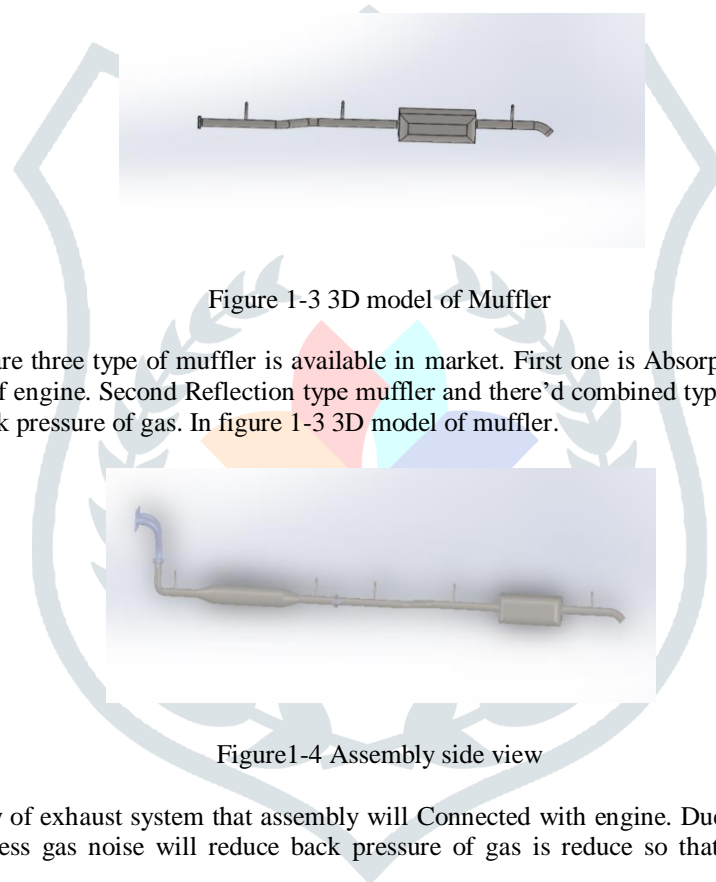 Figure 1-3 3D model of Muffler
are three type of muffler is available in market. First one is Absorp
f engine. Second Reflection type muffler and there’d combined typ
k pressure of gas. In figure 1-3 3D model of muffler.
Figure1-4 Assembly side view
y of exhaust system that assembly will Connected with engine. Due
ess gas noise will reduce back pressure of gas is reduce so that